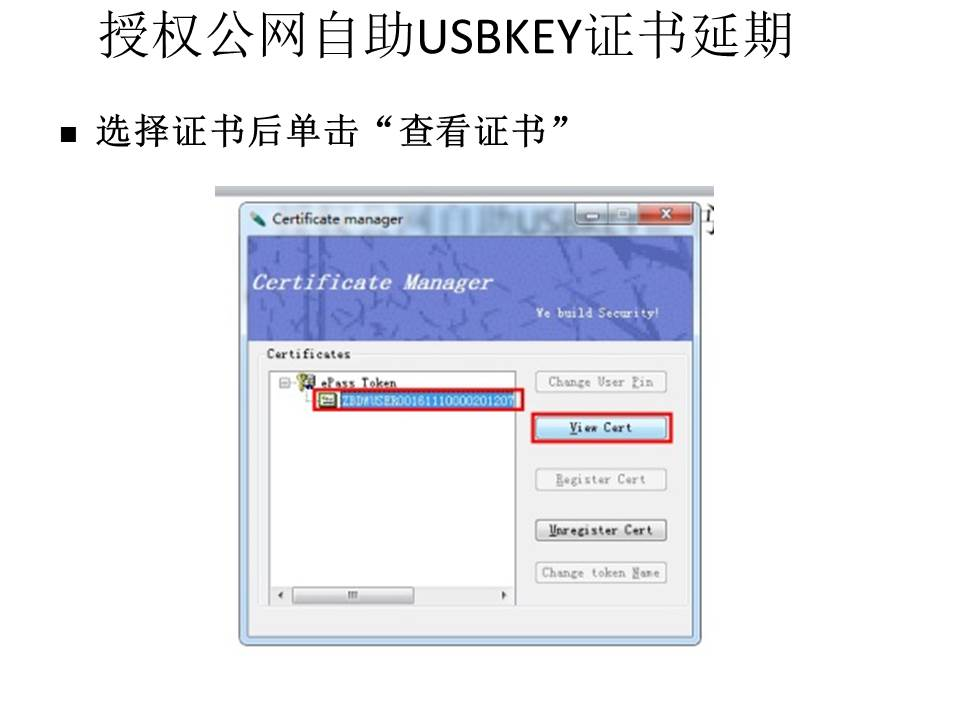 授权公网自助USBKEY证书延期
■ 选择证书后单击“查看证书”
Certificate manager
Certificate Manager
We build Security!
Certificates
ePass Token
Change User Pin
ZBDWUSER00161110000201207
View Cert
Register Cert
Unregister Cert
Change token Name